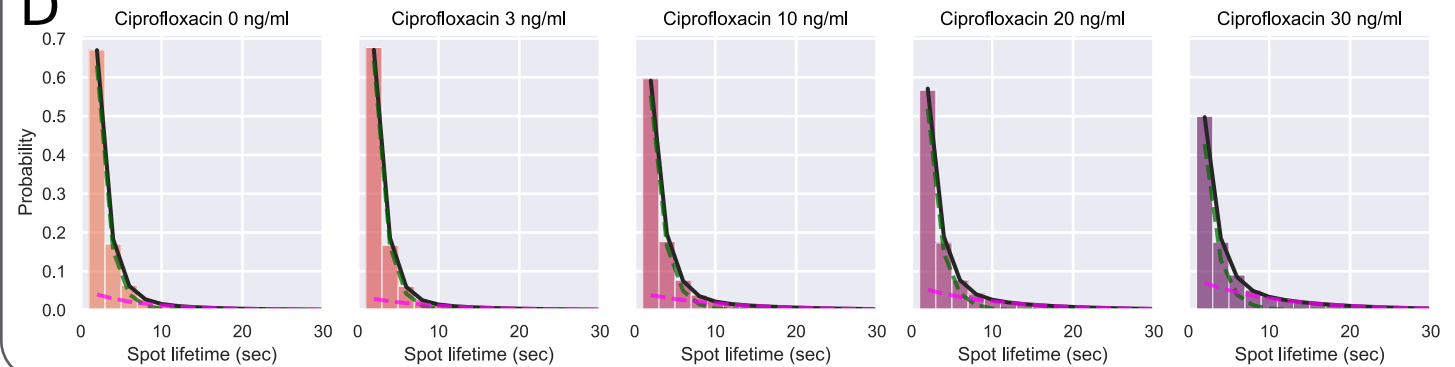 D
Ciprofloxacin 0 ng/ml Ciprofloxacin 3 ng/ml Ciprofloxacin 10 ng/ml Ciprofloxacin 20 ng/ml Ciprofloxacin 30 ng/ml
Probability
0.7
0.6
0.5
0.4
0.3
0.2
0.1
0.0
0 10 20 30 0 10 20 30 0 10 20 30 0 10 20 30 0 10 20 30
Spot lifetime (sec) Spot lifetime (sec) Spot lifetime (sec) Spot lifetime (sec) Spot lifetime (sec)